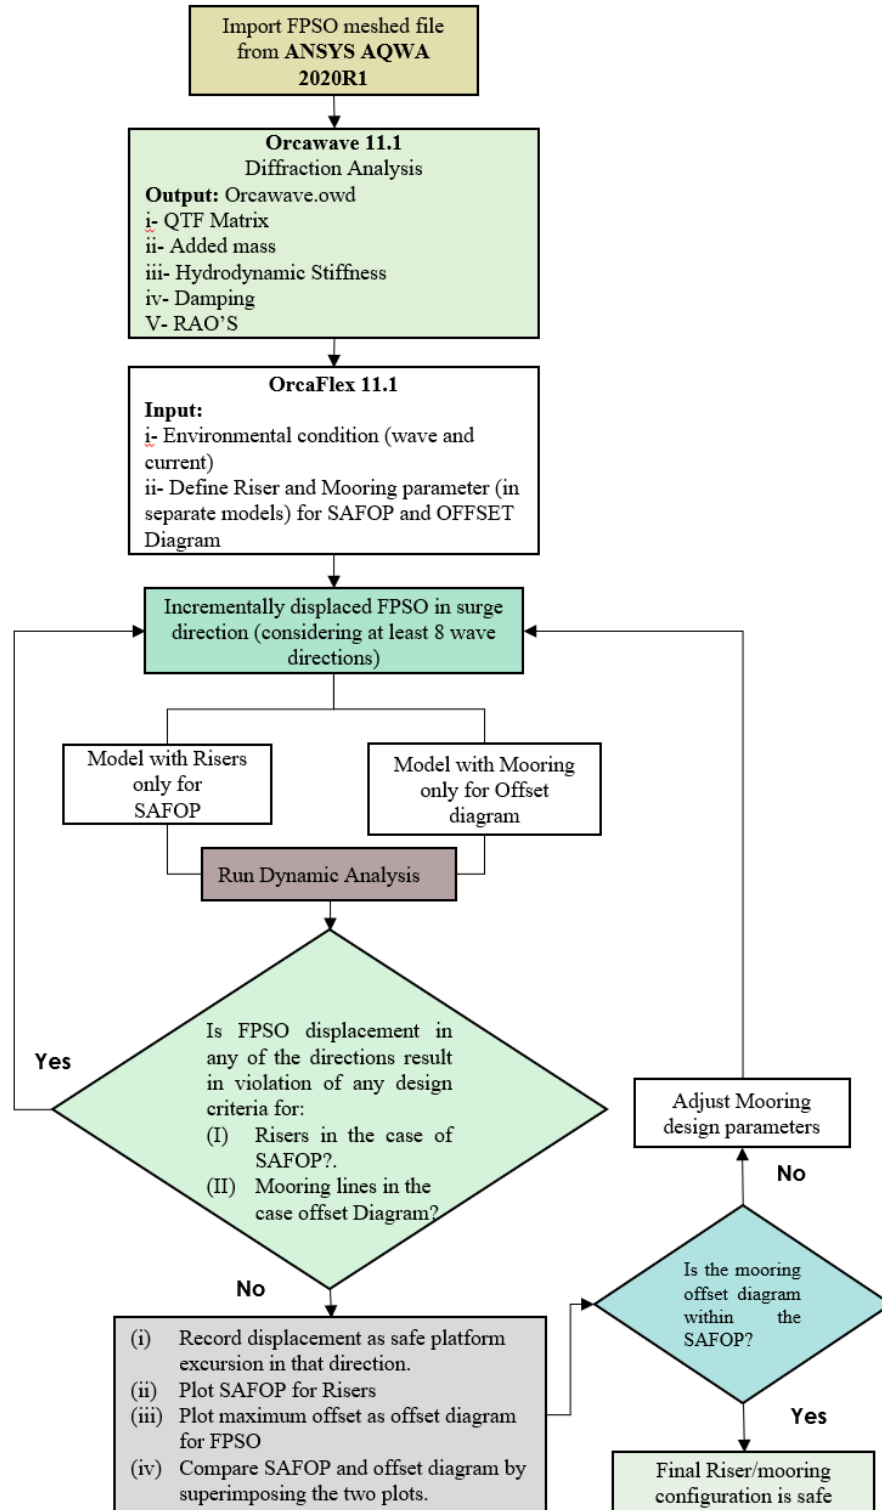 Import FPSO meshed file
from ANSYS AQWA
2020R1
Orcawave 11.1
Diffraction Analysis
Output: Orcawave.owd
i- QTF Matrix
ii- Added mass
iii- Hydrodynamic Stiffness
iv- Damping
V- RAO’S
OrcaFlex 11.1
Input:
i- Environmental condition (wave and
current)
ii- Define Riser and Mooring parameter (in
separate models) for SAFOP and OFFSET
Diagram
Incrementally displaced FPSO in surge
direction (considering at least 8 wave
directions)
Model with Risers
only for
SAFOP
Model with Mooring
only for Offset
diagram
Run Dynamic Analysis
Is FPSO displacement in
any of the directions result
in violation of any design
criteria for:
(I) Risers in the case of
SAFOP?.
(II) Mooring lines in the
case offset Diagram?
Yes
No
(i) Record displacement as safe platform
excursion in that direction.
(ii) Plot SAFOP for Risers
(iii) Plot maximum offset as offset diagram
for FPSO
(iv) Compare SAFOP and offset diagram by
superimposing the two plots.
Adjust Mooring
design parameters
No
Is the mooring
offset diagram
within the
SAFOP?
Yes
Final Riser/mooring
configuration is safe